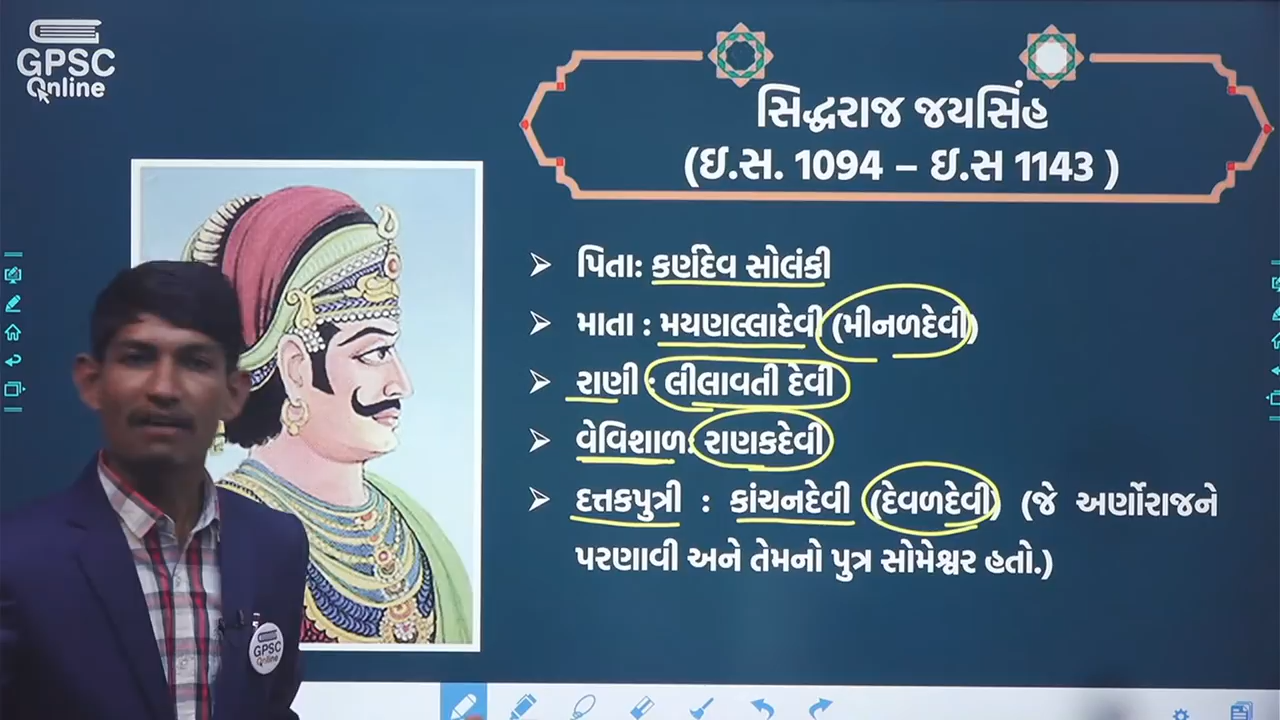 GPSC
Online
સિદ્ધરાજ જયસિંહ
(ઇ.સ. 1094 – ઇ.સ 1143 )
➢ પિતા: કર્ણદેવ સોલંકી
➢ માતા : મયણલ્લાદેવી (મીનળદેવી)
➢ રાણી : લીલાવતી દેવી
➢ વેવિશાળ: રાણકદેવી
➢ દત્તકપુત્રી : કાંચનદેવી (દેવળદેવી) (જે અર્ણોરાજને
પરણાવી અને તેમનો પુત્ર સોમેશ્વર હતો.)
GPSC
Online